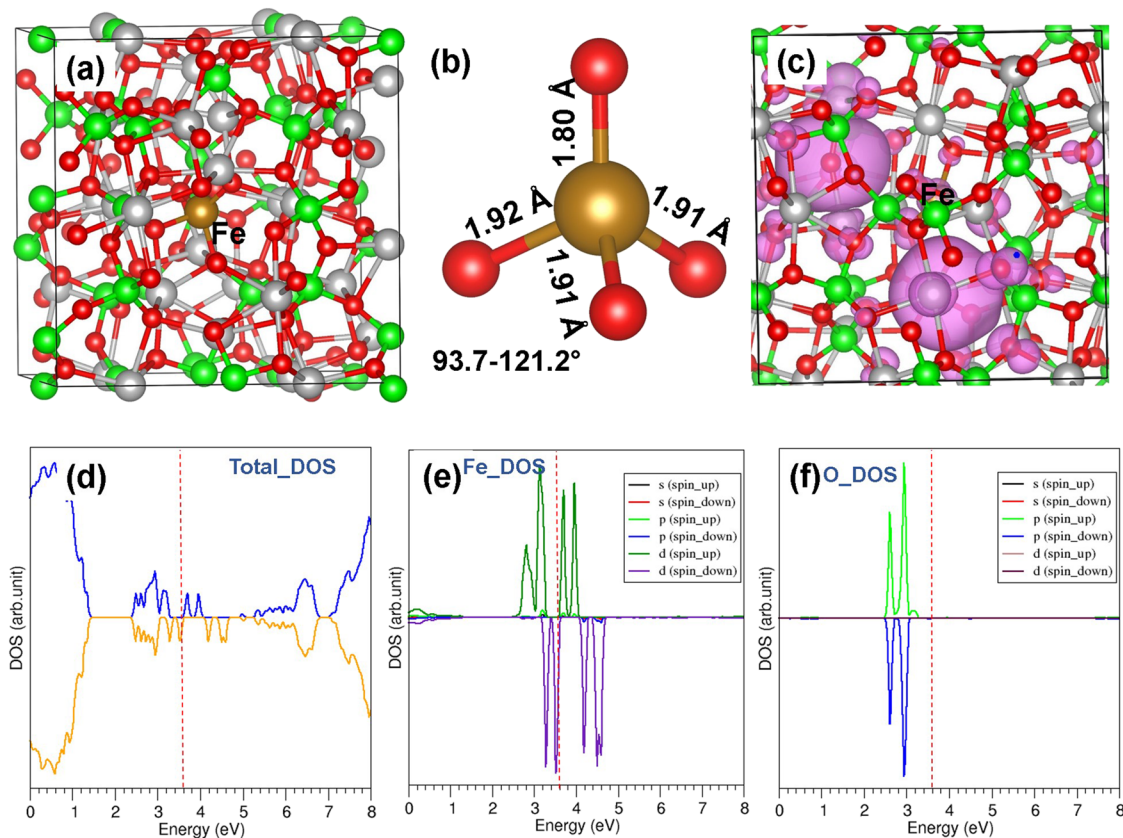 (a)
Fe
(b)
1.80 Å
1.92 Å
1.91 Å
1.91 Å
93.7-121.2°
(c)
Fe
(d)
Total_DOS
DOS (arb.unit)
0 1 2 3 4 5 6 7 8
Energy (eV)
(e)
Fe_DOS
s (spin_up)
s (spin_down)
p (spin_up)
p (spin_down)
d (spin_up)
d (spin_down)
DOS (arb.unit)
0 1 2 3 4 5 6 7 8
Energy (eV)
(f)
O_DOS
s (spin_up)
s (spin_down)
p (spin_up)
p (spin_down)
d (spin_up)
d (spin_down)
DOS (arb.unit)
0 1 2 3 4 5 6 7 8
Energy (eV)